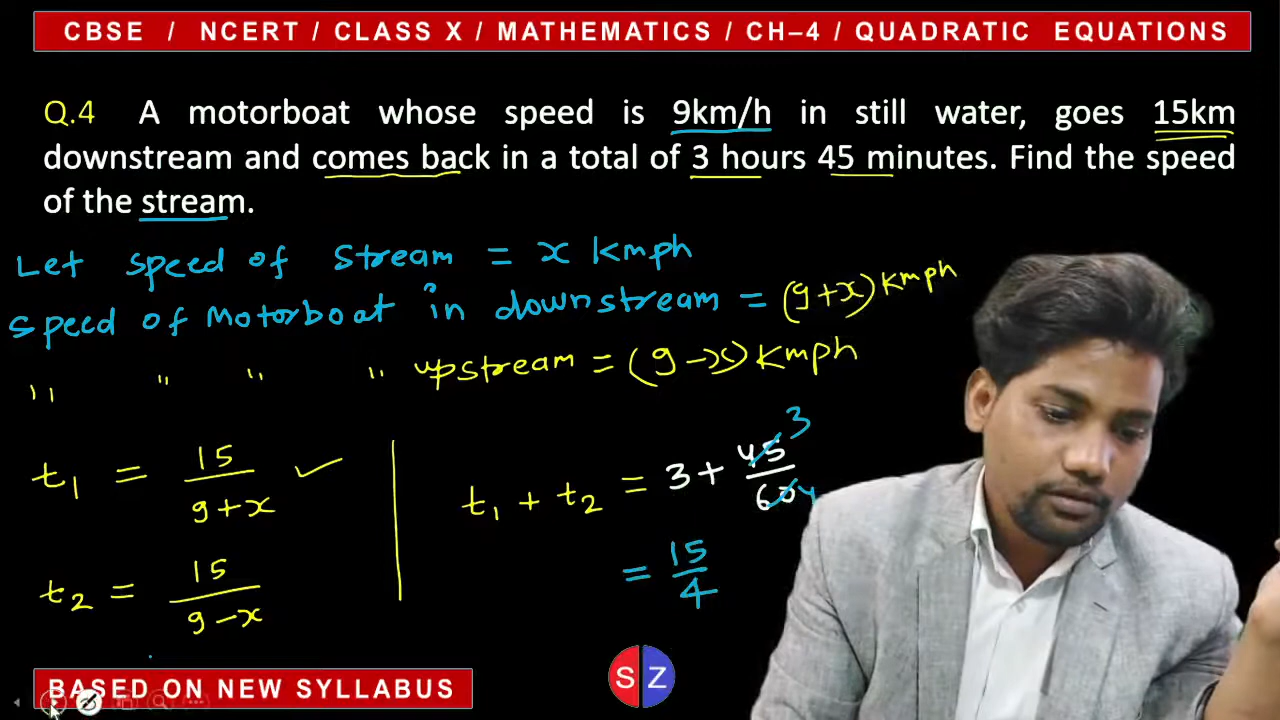 CBSE / NCERT / CLASS X / MATHEMATICS / CH–4 / QUADRATIC EQUATIONS
Q.4 A motorboat whose speed is 9km/h in still water, goes 15km
downstream and comes back in a total of 3 hours 45 minutes. Find the speed
of the stream.
Let speed of stream = x kmph
Speed of Motorboat in downstream = (9+x) kmph
" " " " upstream = (9-x) kmph
t₁ = 15/(9+x) ✓
t₂ = 15/(9-x)
t₁ + t₂ = 3 + 45/60 3 4
= 15/4
BASED ON NEW SYLLABUS
S Z